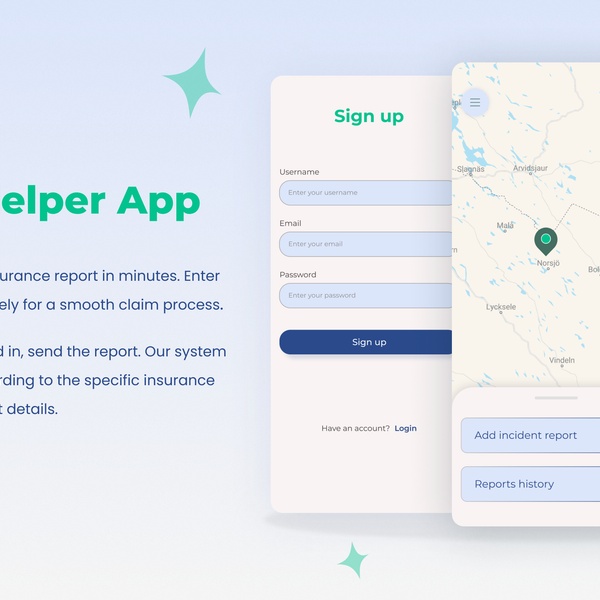 elper App
urance report in minutes. Enter
ely for a smooth claim process.
d in, send the report. Our system
rding to the specific insurance
t details.
Sign up
Username
Enter your username
Email
Enter your email
Password
Enter your password
Sign up
Have an account? Login
Slagnäs
Arvidsjaur
Malå
Norsjö
Lycksele
Vindeln
Add incident report
Reports history